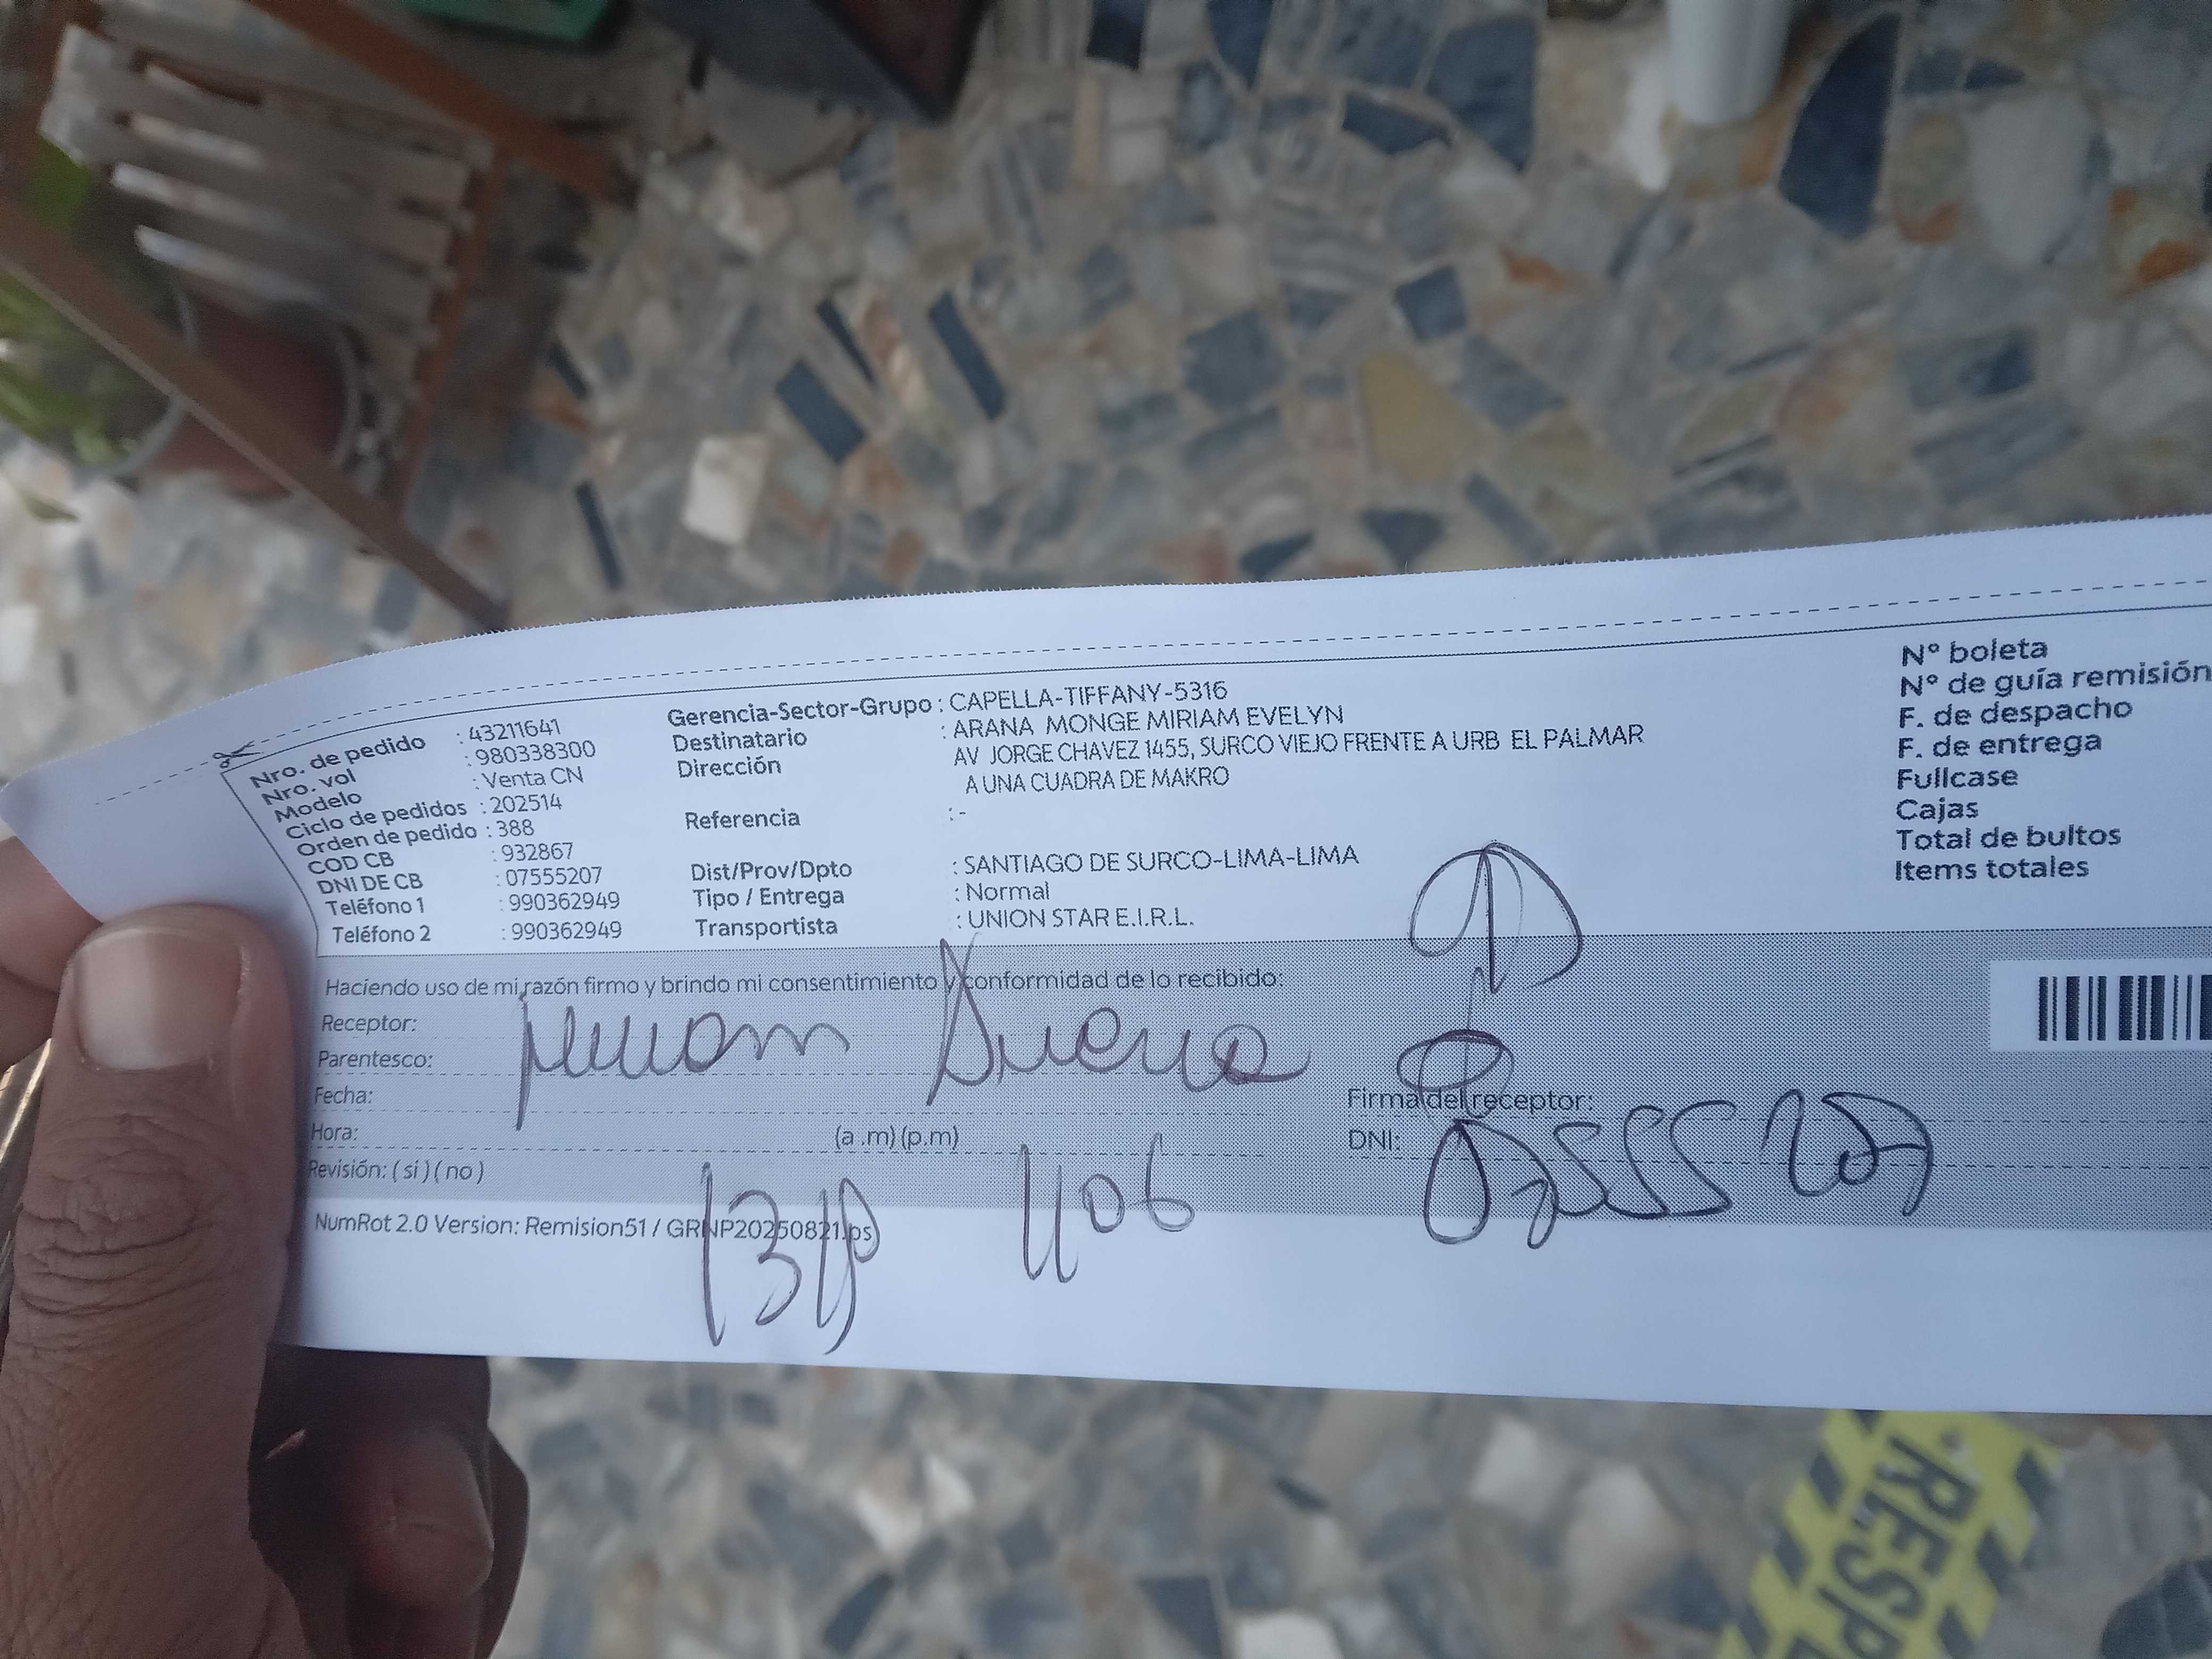 Nro. de pedido : 43211641
Nro. vol : 980338300
Modelo : Venta CN
Ciclo de pedidos : 202514
Orden de pedido : 388
COD CB : 932867
DNI DE CB : 07555207
Teléfono 1 : 990362949
Teléfono 2 : 990362949
Gerencia-Sector-Grupo : CAPELLA-TIFFANY-5316
Destinatario : ARANA MONGE MIRIAM EVELYN
Dirección AV JORGE CHAVEZ 1455, SURCO VIEJO FRENTE A URB EL PALMAR
A UNA CUADRA DE MAKRO
Referencia : -
Dist/Prov/Dpto : SANTIAGO DE SURCO-LIMA-LIMA
Tipo / Entrega : Normal
Transportista : UNION STAR E.I.R.L.
N° boleta
N° de guía remisión
F. de despacho
F. de entrega
Fullcase
Cajas
Total de bultos
Items totales
Haciendo uso de mi razón firmo y brindo mi consentimiento y conformidad de lo recibido:
Receptor:
Parentesco:
Fecha:
Hora: (a .m) (p.m)
Revisión: ( si ) ( no )
Firma del receptor:
DNI: 07555207
1106
NumRot 2.0 Version: Remision51 / GRNP20250821.ps)
RESPE